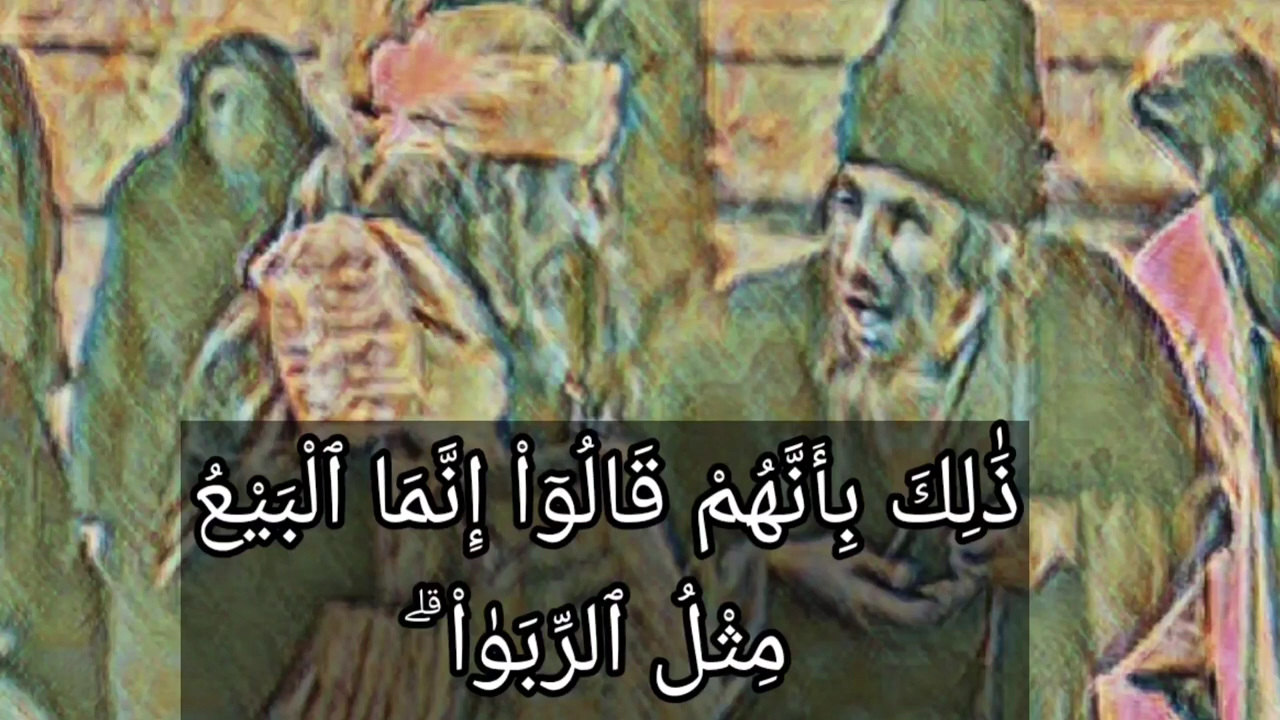 ذَٰلِكَ بِأَنَّهُمْ قَالُوٓا۟ إِنَّمَا ٱلْبَيْعُ
مِثْلُ ٱلرِّبَوٰا۟ ۗ